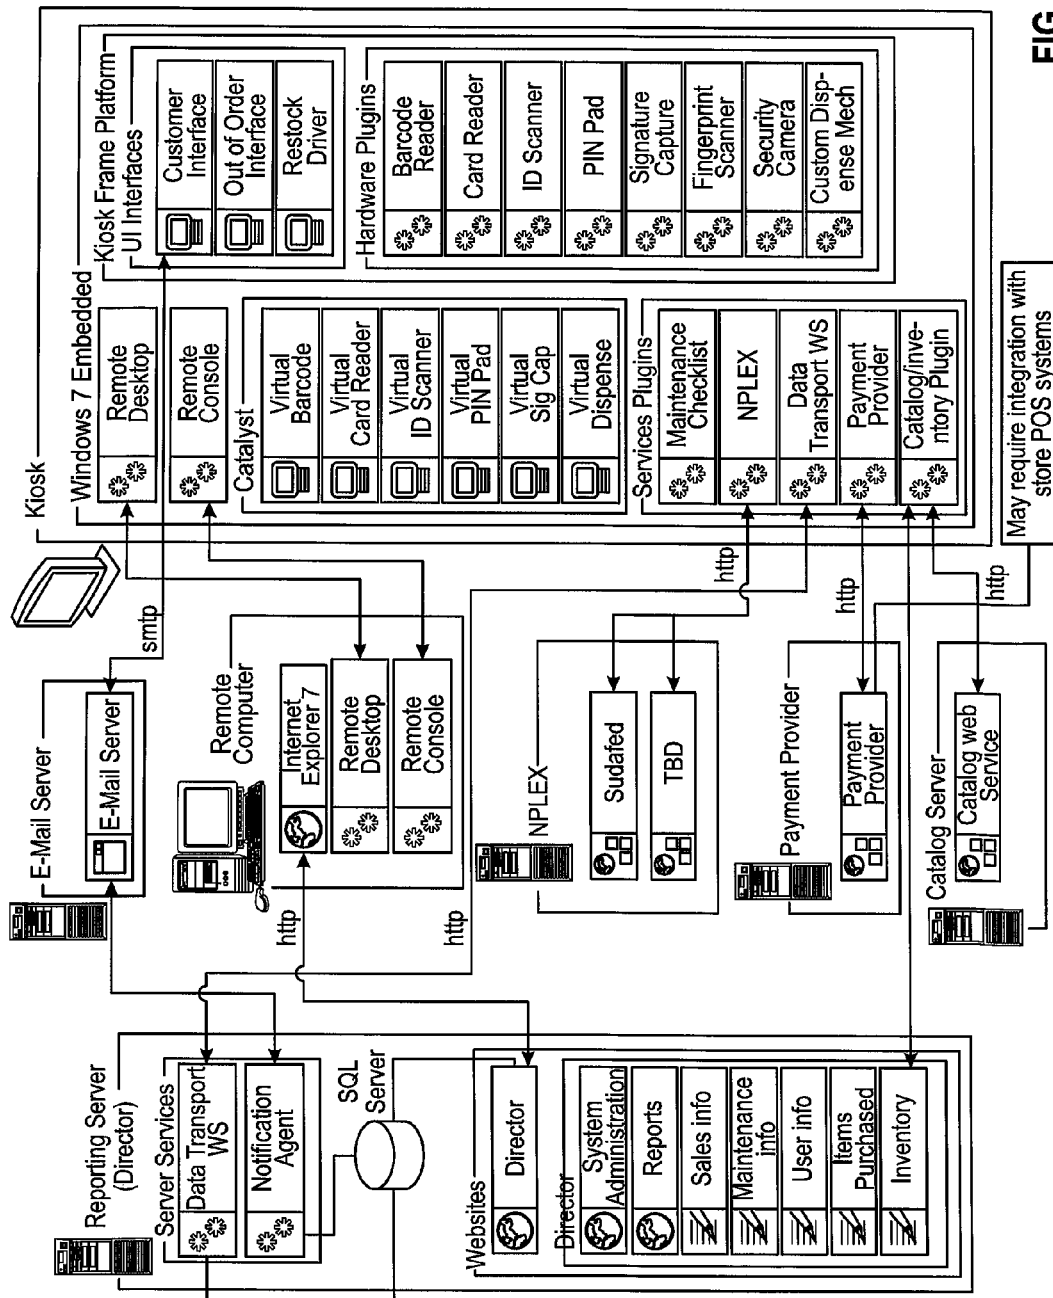 Reporting Server
(Director)
Server Services
Data Transport
WS
Notification
Agent
SQL
Server
Websites
Director
Director
System
Administration
Reports
Sales info
Maintenance
info
User info
Items
Purchased
Inventory
E-Mail Server
E-Mail Server
smtp
Remote
Computer
Internet
Explorer 7
Remote
Desktop
Remote
Console
http
http
NPLEX
Sudafed
TBD
http
Payment Provider
Payment
Provider
http
Catalog Server
Catalog web
Service
http
Kiosk
Windows 7 Embedded
Remote
Desktop
Remote
Console
Catalyst
Virtual
Barcode
Virtual
Card Reader
Virtual
ID Scanner
Virtual
PIN Pad
Virtual
Sig Cap
Virtual
Dispense
Services Plugins
Maintenance
Checklist
NPLEX
Data
Transport WS
Payment
Provider
Catalog/inve-
ntory Plugin
May require integration with
store POS systems
Kiosk Frame Platform
UI Interfaces
Customer
Interface
Out of Order
Interface
Restock
Driver
Hardware Plugins
Barcode
Reader
Card Reader
ID Scanner
PIN Pad
Signature
Capture
Fingerprint
Scanner
Security
Camera
Custom Disp-
ense Mech
FIG